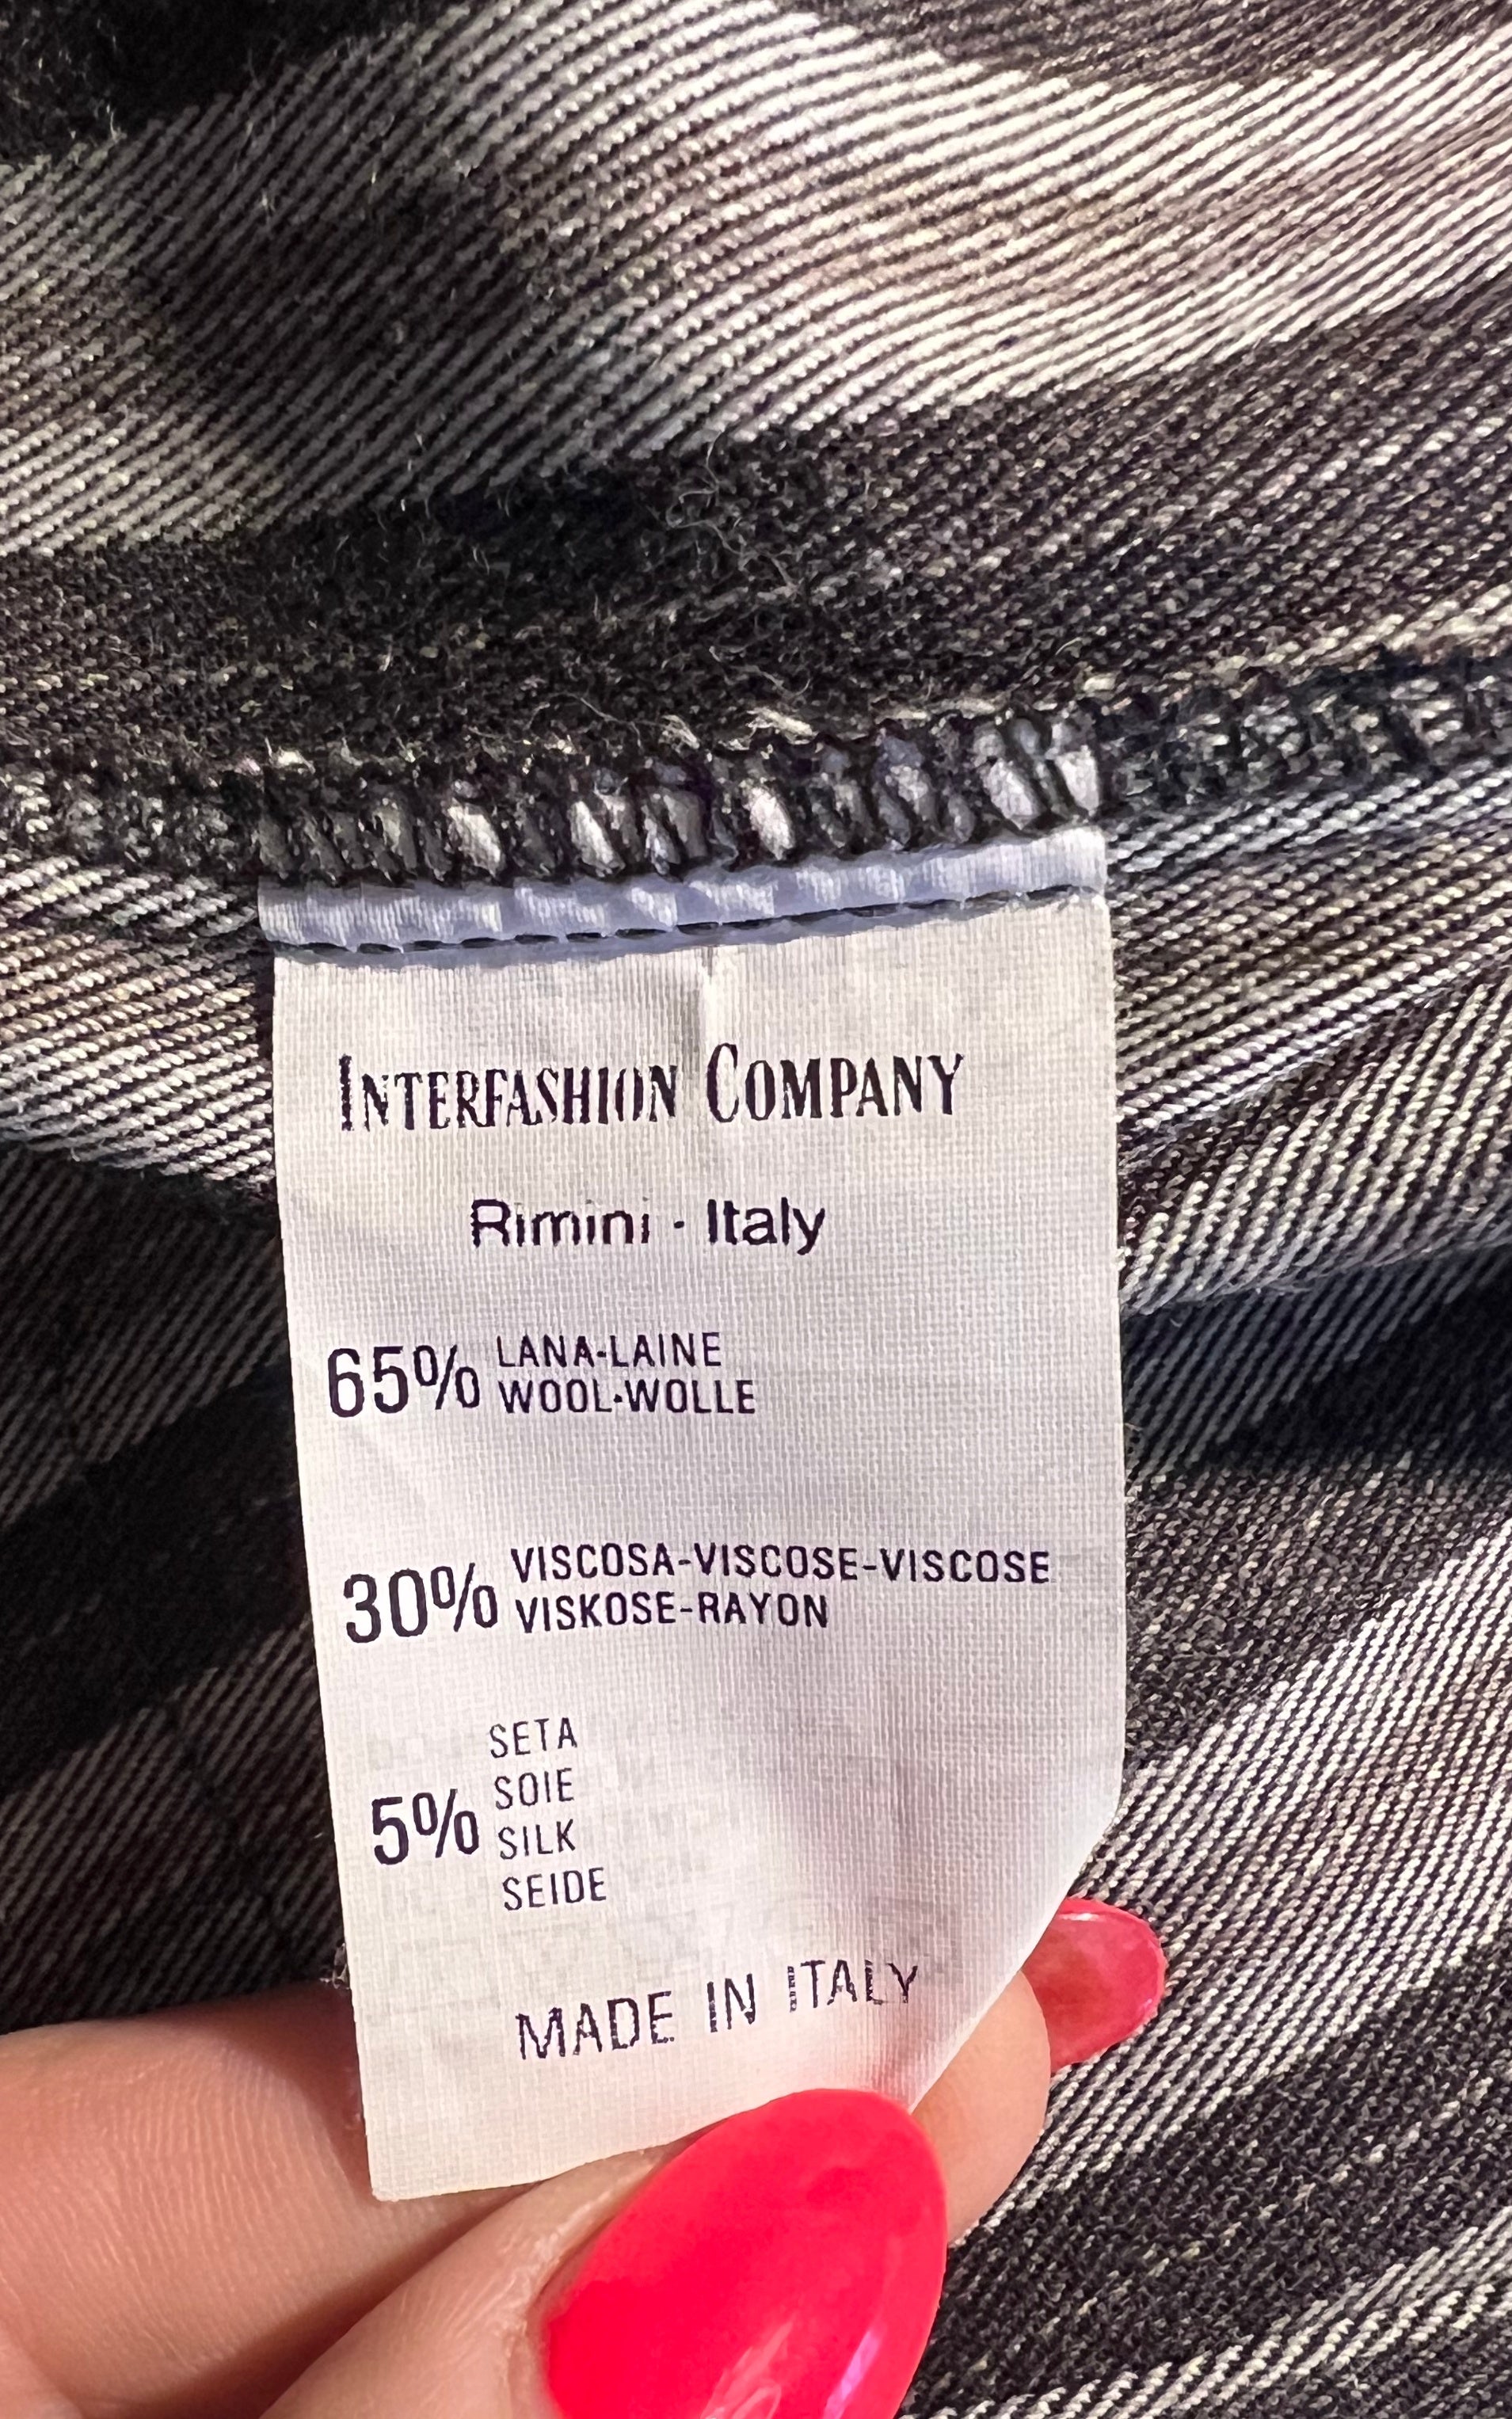 INTERFASHION COMPANY
Rimini · Italy
65% LANA-LAINE
WOOL-WOLLE
30% VISCOSA-VISCOSE-VISCOSE
VISKOSE-RAYON
SETA
SOIE
5% SILK
SEIDE
MADE IN ITALY